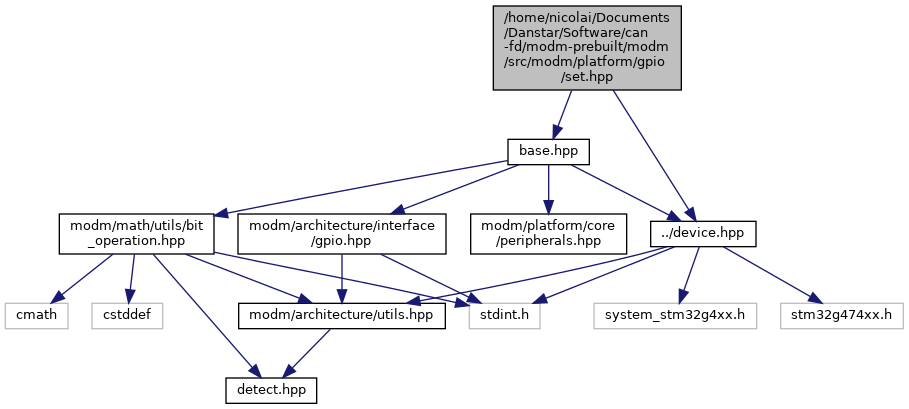 /home/nicolai/Documents
/Danstar/Software/can
-fd/modm-prebuilt/modm
/src/modm/platform/gpio
/set.hpp
base.hpp
modm/math/utils/bit
_operation.hpp
modm/architecture/interface
/gpio.hpp
modm/platform/core
/peripherals.hpp
../device.hpp
cmath
cstddef
modm/architecture/utils.hpp
stdint.h
system_stm32g4xx.h
stm32g474xx.h
detect.hpp